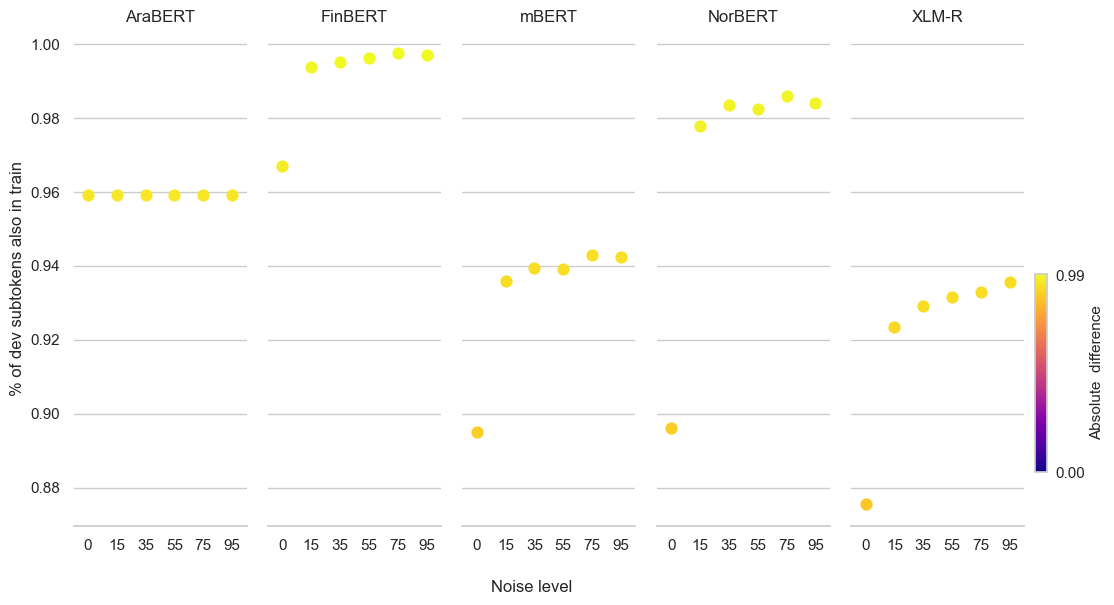 AraBERT FinBERT mBERT NorBERT XLM-R
% of dev subtokens also in train
1.00
0.98
0.96
0.94
0.92
0.90
0.88
0 15 35 55 75 95 0 15 35 55 75 95 0 15 35 55 75 95 0 15 35 55 75 95 0 15 35 55 75 95
Noise level
0.99
0.00
Absolute difference